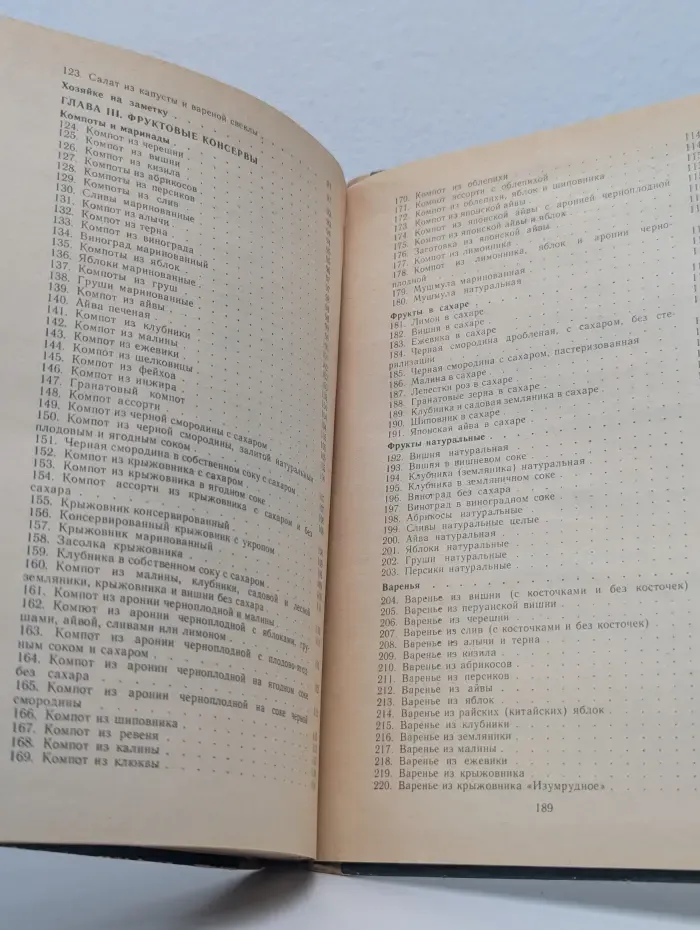 123. Салат из капусты и вареной свеклы
Хозяйке на заметку
ГЛАВА III. ФРУКТОВЫЕ КОНСЕРВЫ
Компоты и маринады
124. Компот из черешни
125. Компот из вишни
126. Компот из кизила
127. Компоты из абрикосов
128. Компоты из персиков
129. Компоты из слив
130. Сливы маринованные
131. Компот из алычи
132. Компот из терна
133. Компот из винограда
134. Виноград маринованный
135. Компоты из яблок
136. Яблоки маринованные
137. Компоты из груш
138. Груши маринованные
139. Компот из айвы
140. Айва печеная
141. Компот из клубники
142. Компот из малины
143. Компот из ежевики
144. Компот из шелковицы
145. Компот из фейхоа
146. Компот из инжира
147. Гранатовый компот
148. Компот ассорти
149. Компот из черной смородины с сахаром
150. Компот из черной смородины, залитой натуральным
плодовым и ягодным соком
151. Черная смородина в собственном соку с сахаром
152. Компот из крыжовника с сахаром
153. Компот из крыжовника в ягодном соке
154. Компот ассорти из крыжовника с сахаром и без
сахара
155. Крыжовник консервированный
156. Консервированный крыжовник с укропом
157. Крыжовник маринованный
158. Засолка крыжовника
159. Клубника в собственном соку с сахаром
160. Компот из малины, клубники, садовой и лесной
земляники, крыжовника и вишни без сахара
161. Компот из аронии черноплодной и малины
162. Компот из аронии черноплодной с яблоками, гру-
шами, айвой, сливами или лимоном
163. Компот из аронии черноплодной с плодово-ягод
ным соком и сахаром
164. Компот из аронии черноплодной на ягодном соке
без сахара
165. Компот из аронии черноплодной на соке черной
смородины
166. Компот из шиповника
167. Компот из ревеня
168. Компот из калины
169. Компот из клюквы
170. Компот из облепихи
171. Компот ассорти с облепихой
172. Компот из облепихи, яблок и шиповника
173. Компот из японской айвы
174. Компот из японской айвы с аронией черноплодной
175. Компот из японской айвы и яблок
176. Заготовка из японской айвы
177. Компот из лимонника
178. Компот из лимонника, яблок и аронии черно-
плодной
179. Мушмула маринованная
180. Мушмула натуральная
Фрукты в сахаре
181. Лимон в сахаре
182. Вишни в сахаре
183. Ежевика в сахаре
184. Черная смородина дробленая, с сахаром, без сте-
рилизации
185. Черная смородина с сахаром, пастеризованная
186. Малина в сахаре
187. Лепестки роз в сахаре
188. Гранатовые зерна в сахаре
189. Клубника и садовая земляника в сахаре
190. Шиповник в сахаре
191. Японская айва в сахаре
Фрукты натуральные
192. Вишня натуральная
193. Вишня в вишневом соке
194. Клубника (земляника) натуральная
195. Клубника в земляничном соке
196. Виноград без сахара
197. Виноград в виноградном соке
198. Абрикосы натуральные
199. Сливы натуральные целые
200. Айва натуральная
201. Яблоки натуральные
202. Груши натуральные
203. Персики натуральные
Варенья
204. Варенье из вишни (с косточками и без косточек)
205. Варенье из перуанской вишни
206. Варенье из черешни
207. Варенье из слив (с косточками и без косточек)
208. Варенье из алычи и терна
209. Варенье из кизила
210. Варенье из абрикосов
211. Варенье из персиков
212. Варенье из айвы
213. Варенье из яблок
214. Варенье из райских (китайских) яблок
215. Варенье из клубники
216. Варенье из земляники
217. Варенье из малины
218. Варенье из ежевики
219. Варенье из крыжовника
220. Варенье из крыжовника «Изумрудное»
189